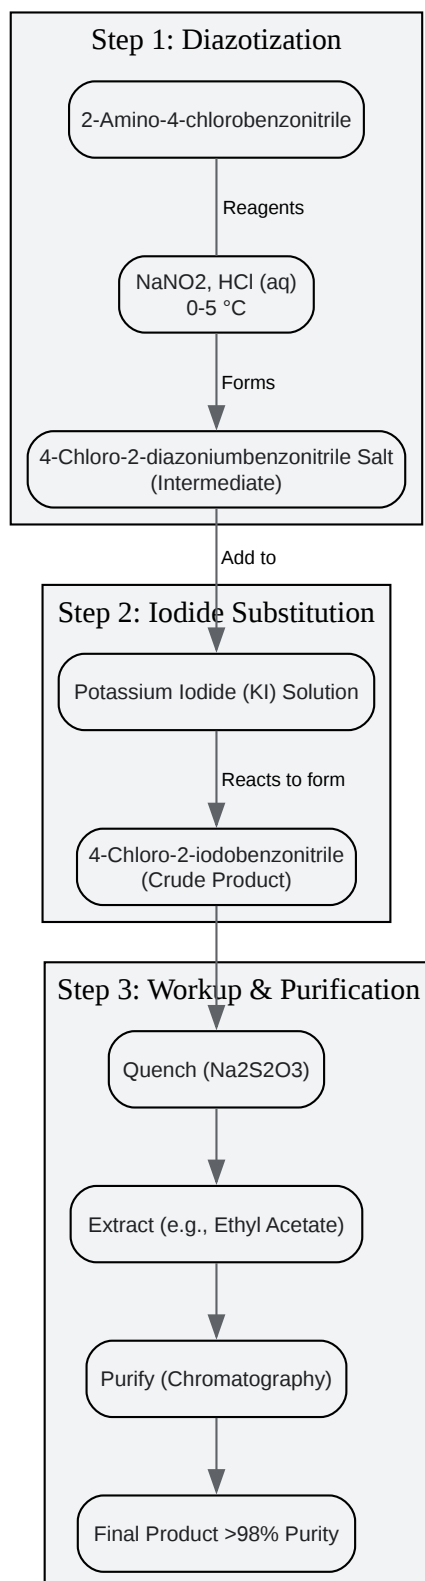 Step 1: Diazotization
2-Amino-4-chlorobenzonitrile
Reagents
NaNO2, HCl (aq)
0-5 °C
Forms
4-Chloro-2-diazoniumbenzonitrile Salt
(Intermediate)
Add to
Step 2: Iodide Substitution
Potassium Iodide (KI) Solution
Reacts to form
4-Chloro-2-iodobenzonitrile
(Crude Product)
Step 3: Workup & Purification
Quench (Na2S2O3)
Extract (e.g., Ethyl Acetate)
Purify (Chromatography)
Final Product >98% Purity